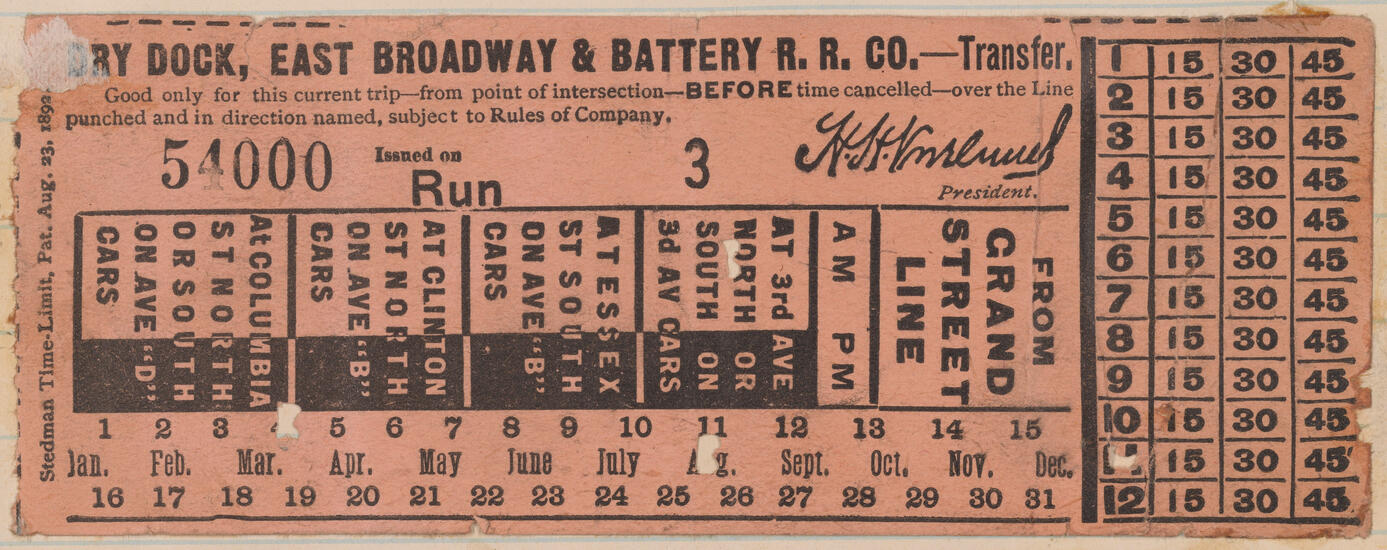 DRY DOCK, EAST BROADWAY & BATTERY R. R. CO.—Transfer.
Good only for this current trip—from point of intersection—BEFORE time cancelled—over the Line
punched and in direction named, subject to Rules of Company.
54000 Issued on Run 3
President.
Stedman Time-Limit, Pat. Aug. 23, 1892
At COLUMBIA
ST NORTH
OR SOUTH
ON AVE "D"
CARS
AT CLINTON
ST NORTH
ON AVE "B"
CARS
AT ESSEX
ST SOUTH
ON AVE "B"
CARS
AT 3rd AVE
NORTH OR
SOUTH ON
3d AV CARS
AM PM
FROM
GRAND
STREET
LINE
1 2 3 4 5 6 7 8 9 10 11 12 13 14 15
Jan. Feb. Mar. Apr. May June July Aug. Sept. Oct. Nov. Dec.
16 17 18 19 20 21 22 23 24 25 26 27 28 29 30 31
1 15 30 45
2 15 30 45
3 15 30 45
4 15 30 45
5 15 30 45
6 15 30 45
7 15 30 45
8 15 30 45
9 15 30 45
10 15 30 45
11 15 30 45
12 15 30 45